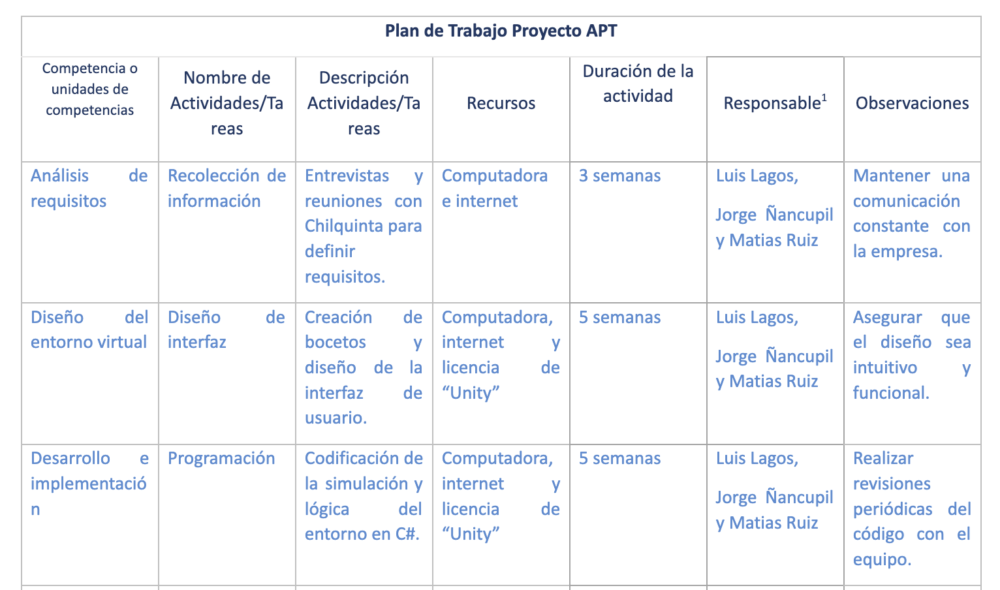 Plan de Trabajo Proyecto APT
Competencia o
unidades de
competencias
Nombre de
Actividades/Ta
reas
Descripción
Actividades/Ta
reas
Recursos
Duración de la
actividad
Responsable1
Observaciones
Análisis de
requisitos
Recolección de
información
Entrevistas y
reuniones con
Chilquinta para
definir
requisitos.
Computadora
e internet
3 semanas
Luis Lagos,
Jorge Ñancupil
y Matias Ruiz
Mantener una
comunicación
constante con
la empresa.
Diseño del
entorno virtual
Diseño de
interfaz
Creación de
bocetos y
diseño de la
interfaz de
usuario.
Computadora,
internet y
licencia de
“Unity”
5 semanas
Luis Lagos,
Jorge Ñancupil
y Matias Ruiz
Asegurar que
el diseño sea
intuitivo y
funcional.
Desarrollo e
implementació
n
Programación
Codificación de
la simulación y
lógica del
entorno en C#.
Computadora,
internet y
licencia de
“Unity”
5 semanas
Luis Lagos,
Jorge Ñancupil
y Matias Ruiz
Realizar
revisiones
periódicas del
código con el
equipo.